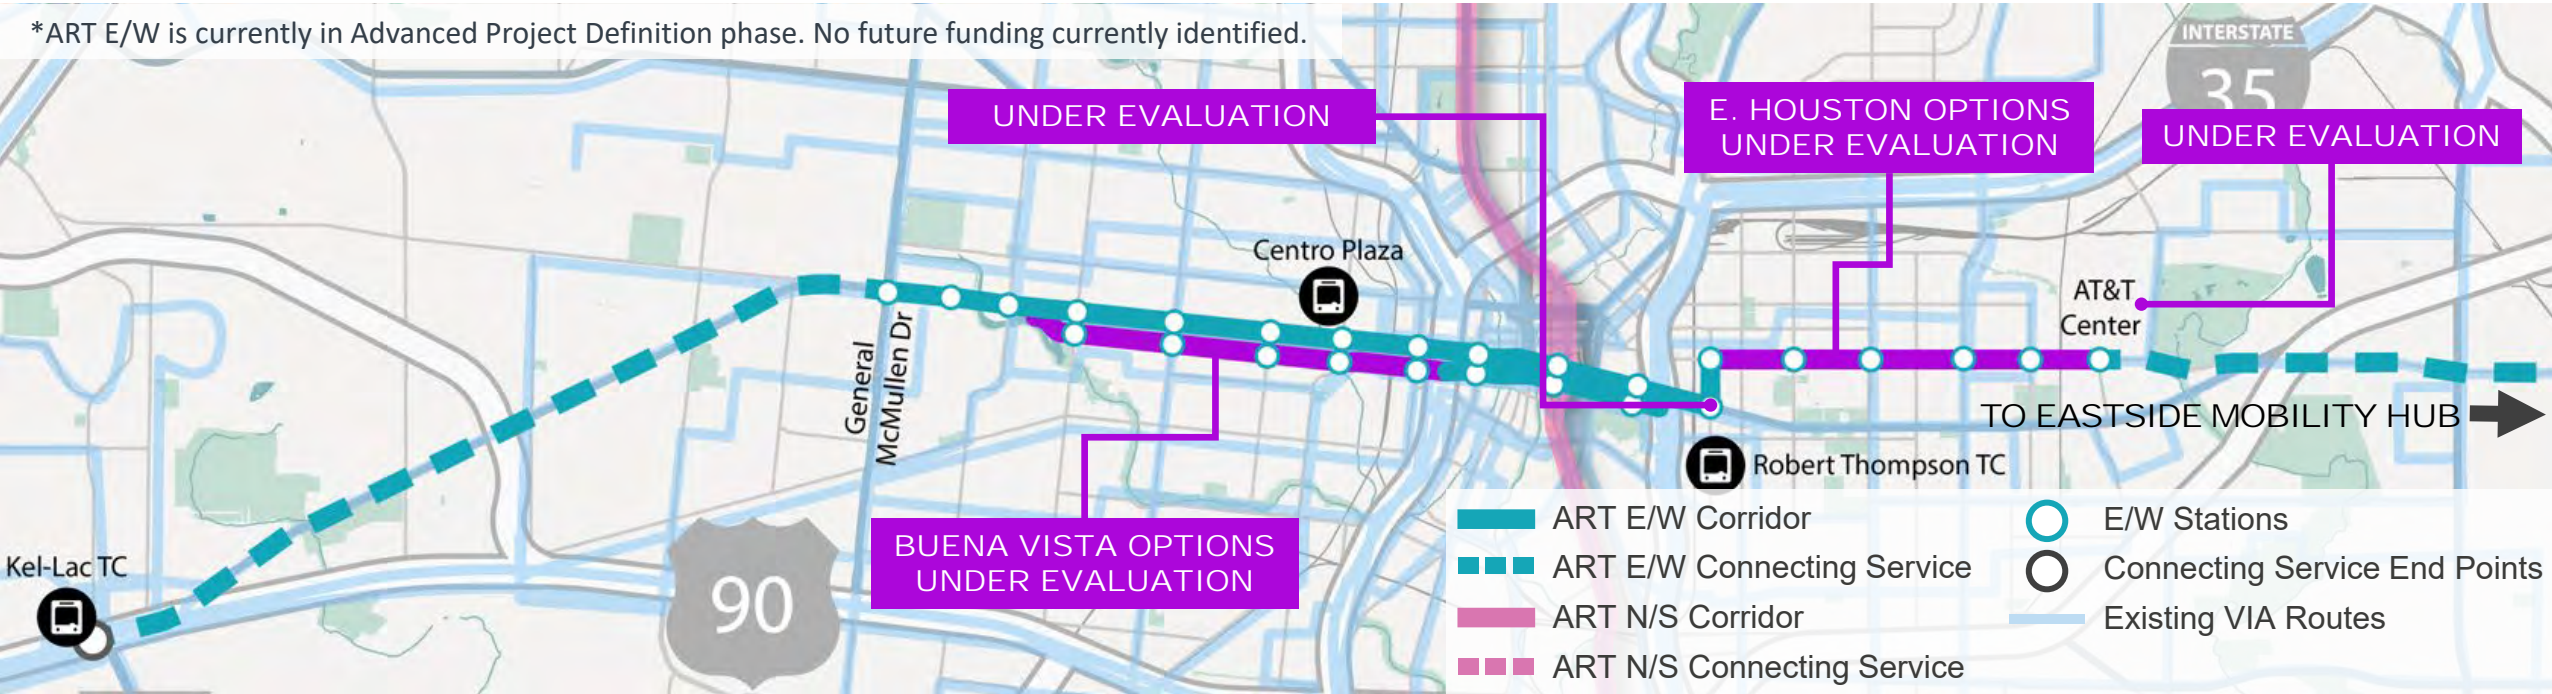 *ART E/W is currently in Advanced Project Definition phase. No future funding currently identified.
INTERSTATE
35
UNDER EVALUATION
E. HOUSTON OPTIONS
UNDER EVALUATION
UNDER EVALUATION
Centro Plaza
AT&T
Center
General
McMullen Dr
TO EASTSIDE MOBILITY HUB
Robert Thompson TC
BUENA VISTA OPTIONS
UNDER EVALUATION
Kel-Lac TC
90
ART E/W Corridor
ART E/W Connecting Service
ART N/S Corridor
ART N/S Connecting Service
E/W Stations
Connecting Service End Points
Existing VIA Routes